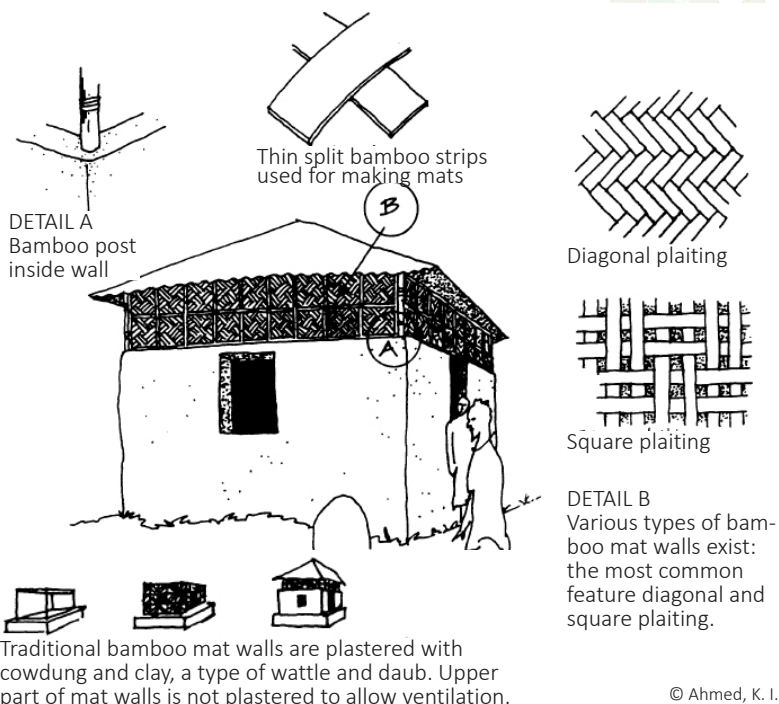 Thin split bamboo strips
used for making mats
DETAIL A
Bamboo post
inside wall
B
A
Diagonal plaiting
Square plaiting
DETAIL B
Various types of bam-
boo mat walls exist:
the most common
feature diagonal and
square plaiting.
Traditional bamboo mat walls are plastered with
cowdung and clay, a type of wattle and daub. Upper
part of mat walls is not plastered to allow ventilation.
© Ahmed, K. I.